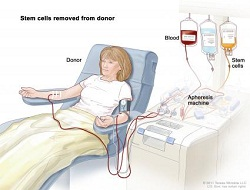 Stem cells removed from donor
Blood
Donor
Stem
cells
Apheresis
machine